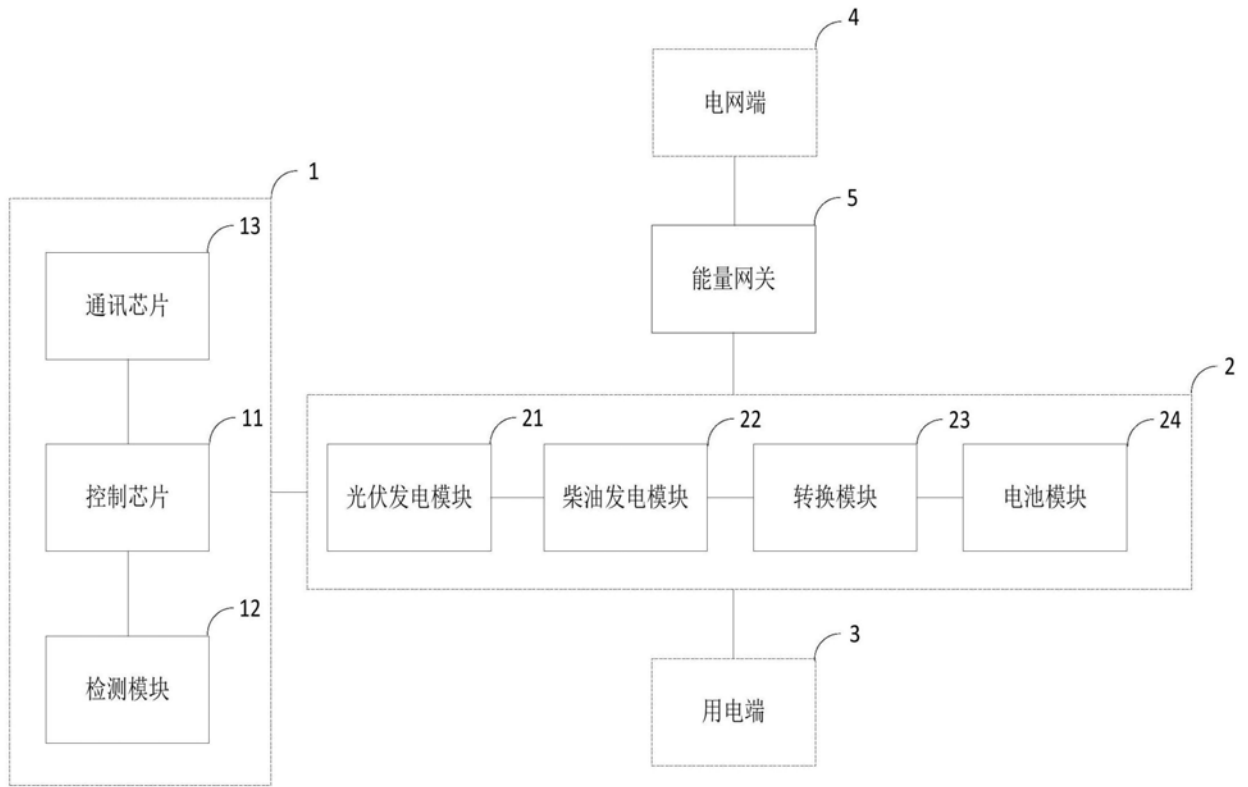 4
电网端
1
5
13
能量网关
通讯芯片
2
11
21
22
23
24
控制芯片
光伏发电模块
柴油发电模块
转换模块
电池模块
12
3
检测模块
用电端